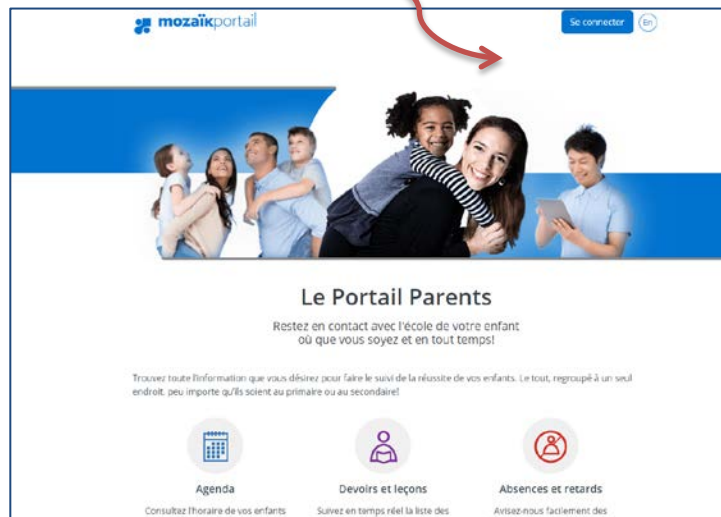 mozaïkportail
Se connecter
En
Le Portail Parents
Restez en contact avec l'école de votre enfant
où que vous soyez et en tout temps!
Trouvez toute l'information que vous désirez pour faire le suivi de la réussite de vos enfants. Le tout, regroupé à un seul
endroit, peu importe qu'ils soient au primaire ou au secondaire!
Agenda
Devoirs et leçons
Absences et retards
Consultez l'horaire de vos enfants
Suivez en temps réel la liste des
Avisez-nous facilement des